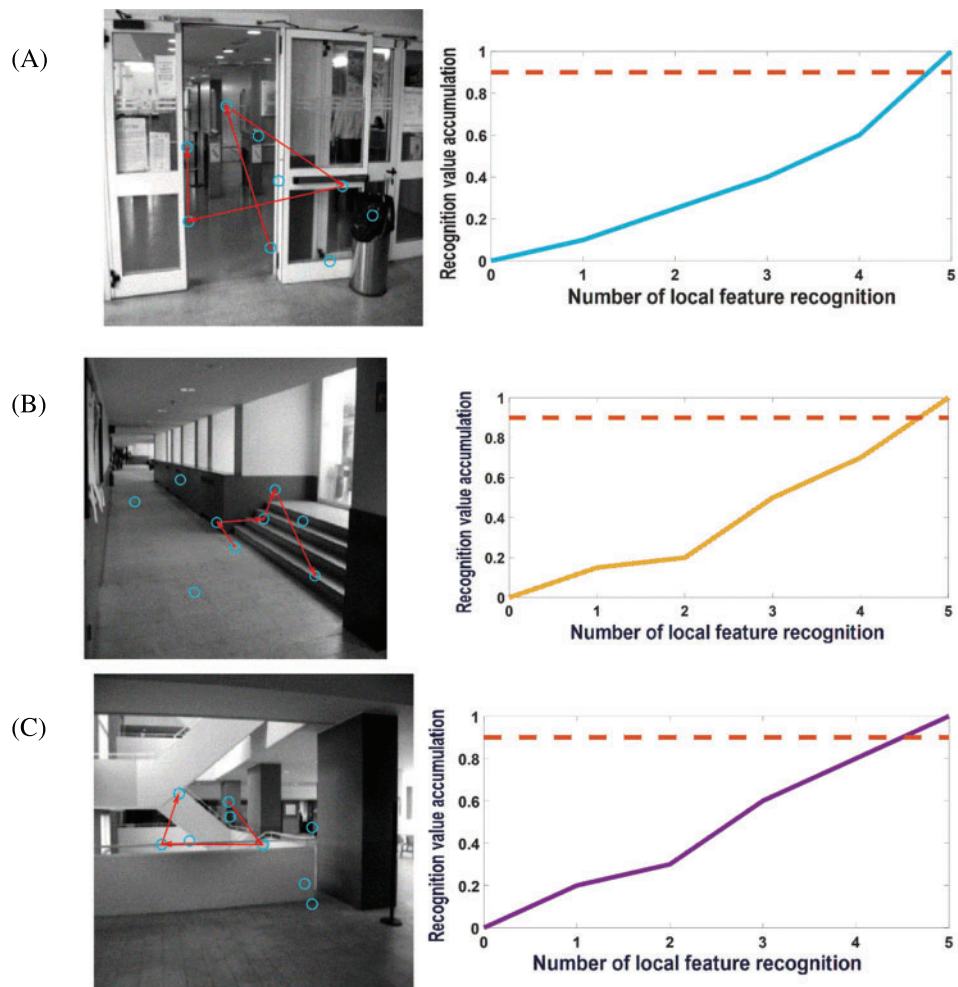 (A)
Recognition value accumulation
1
0.8
0.6
0.4
0.2
0
0 1 2 3 4 5
Number of local feature recognition
(B)
Recognition value accumulation
1
0.8
0.6
0.4
0.2
0
0 1 2 3 4 5
Number of local feature recognition
(C)
Recognition value accumulation
1
0.8
0.6
0.4
0.2
0
0 1 2 3 4 5
Number of local feature recognition